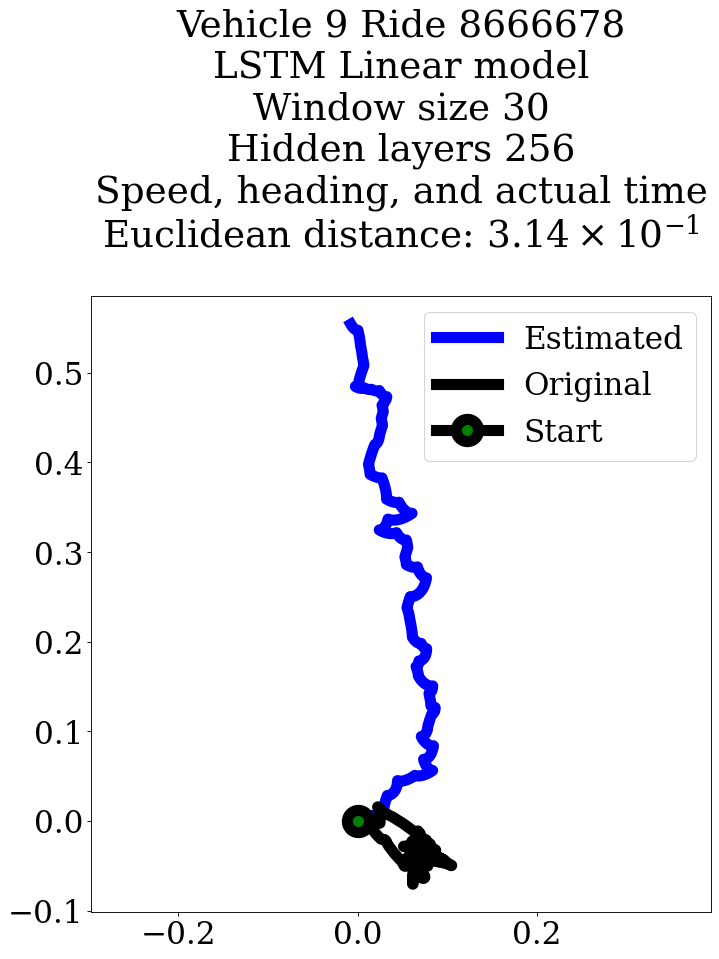 Vehicle 9 Ride 8666678
LSTM Linear model
Window size 30
Hidden layers 256
Speed, heading, and actual time
Euclidean distance: 3.14 × 10⁻¹
Estimated
Original
Start
0.5
0.4
0.3
0.2
0.1
0.0
−0.1
−0.2 0.0 0.2